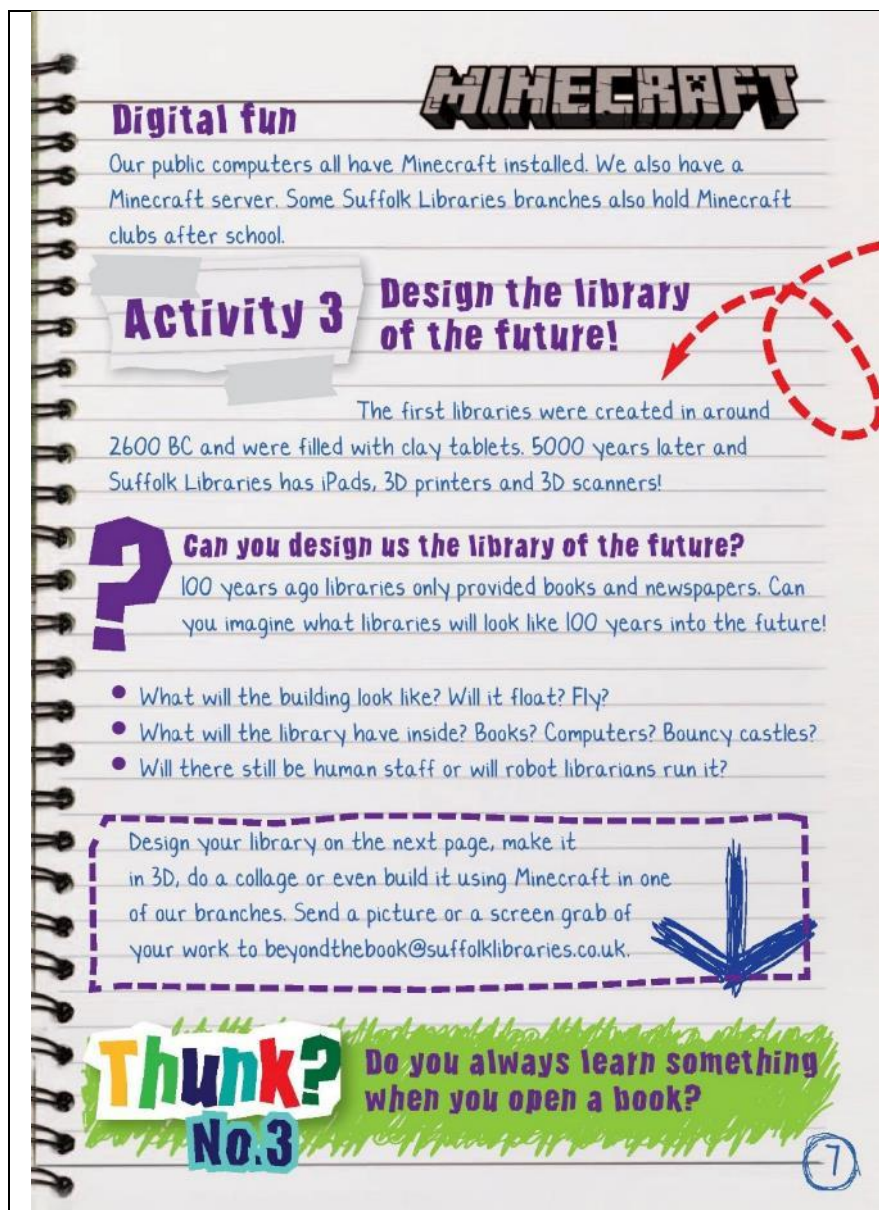 MINECRAFT
Digital fun
Our public computers all have Minecraft installed. We also have a
Minecraft server. Some Suffolk Libraries branches also hold Minecraft
clubs after school.
Activity 3
Design the library
of the future!
The first libraries were created in around
2600 BC and were filled with clay tablets. 5000 years later and
Suffolk Libraries has iPads, 3D printers and 3D scanners!
?
Can you design us the library of the future?
100 years ago libraries only provided books and newspapers. Can
you imagine what libraries will look like 100 years into the future!
• What will the building look like? Will it float? Fly?
• What will the library have inside? Books? Computers? Bouncy castles?
• Will there still be human staff or will robot librarians run it?
Design your library on the next page, make it
in 3D, do a collage or even build it using Minecraft in one
of our branches. Send a picture or a screen grab of
your work to beyondthebook@suffolklibraries.co.uk.
Thunk?
No.3
Do you always learn something
when you open a book?
7